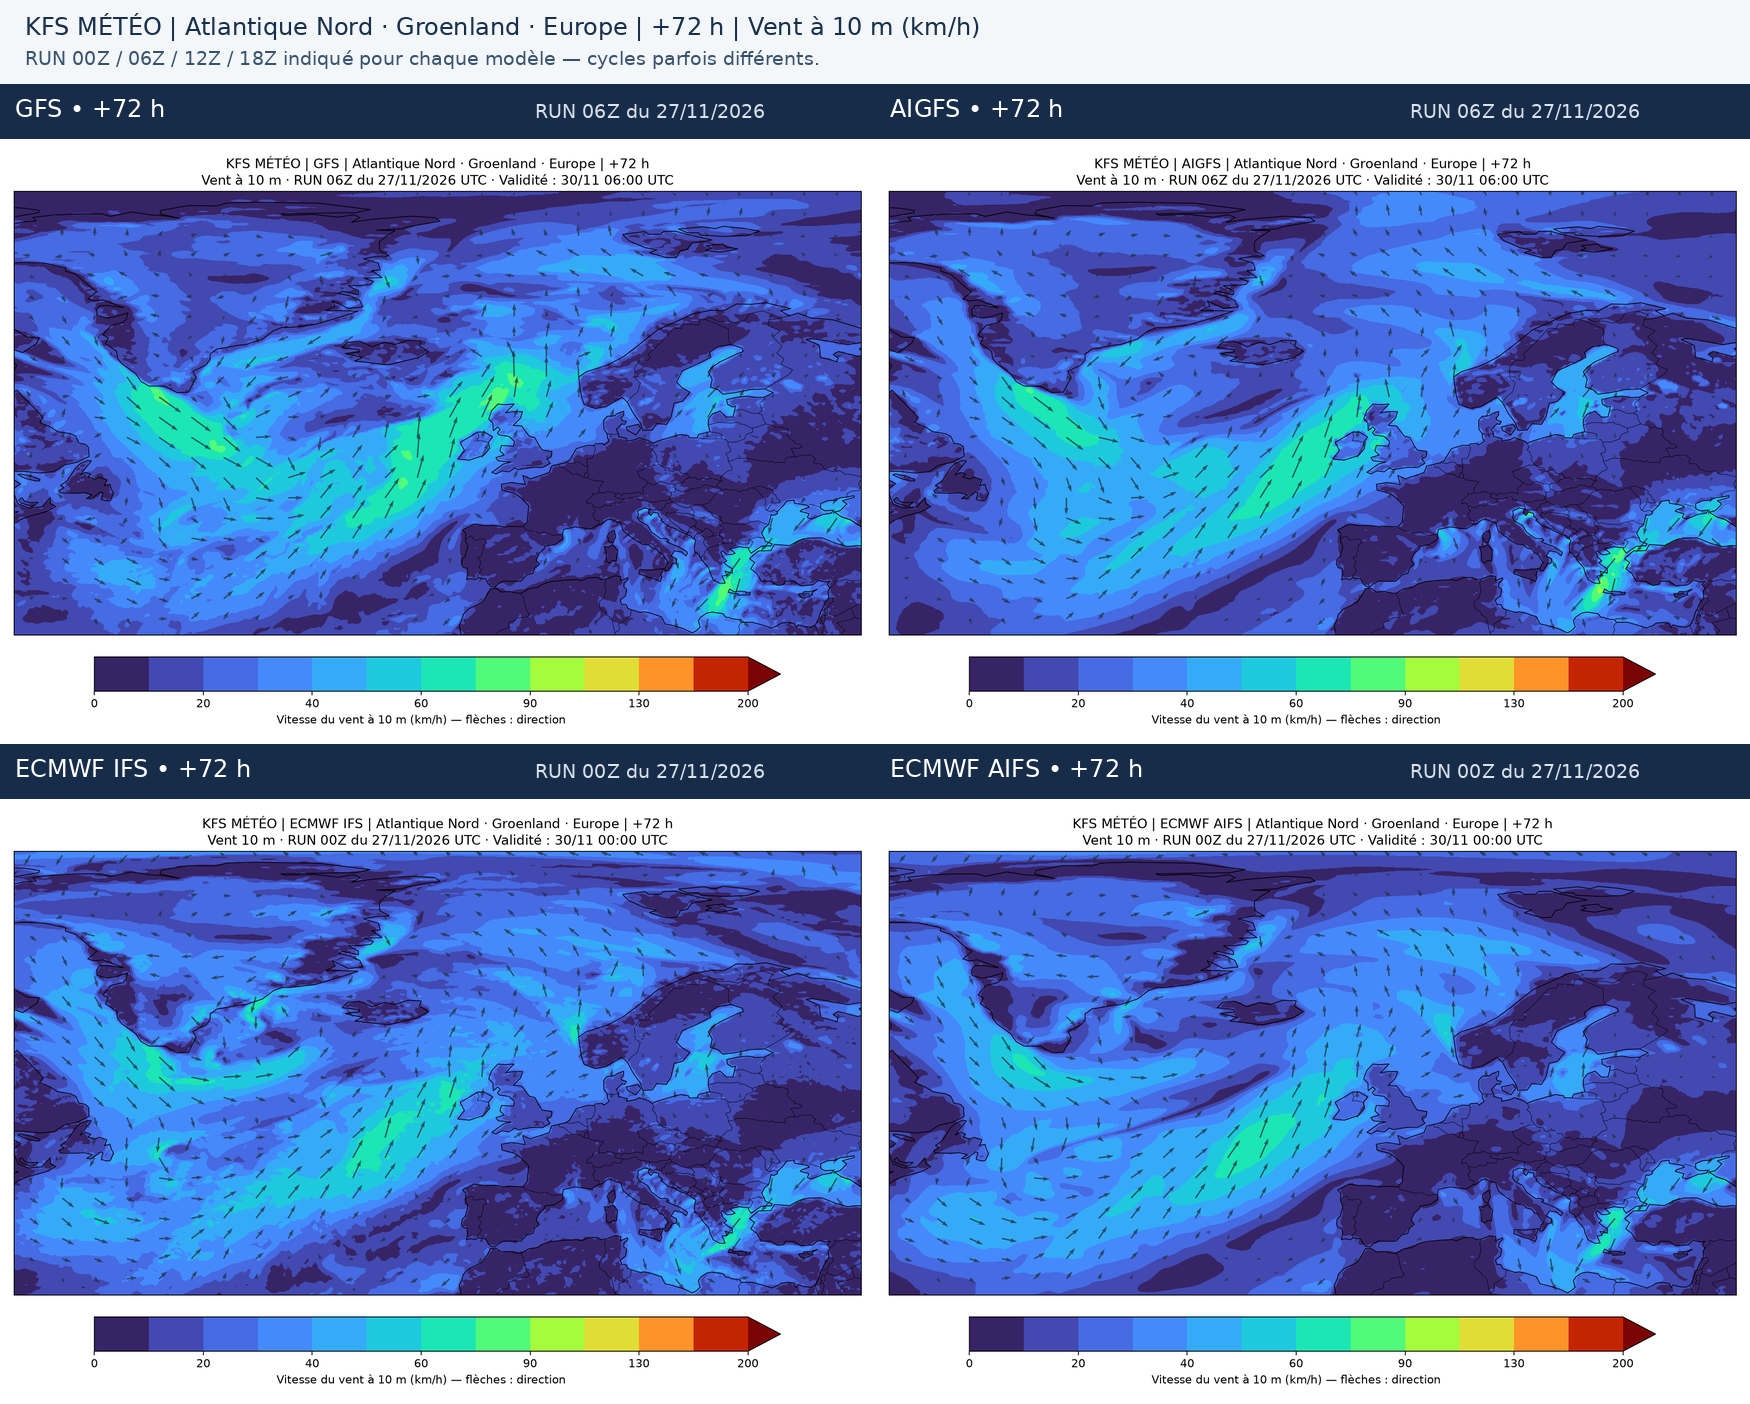 KFS MÉTÉO | Atlantique Nord · Groenland · Europe | +72 h | Vent à 10 m (km/h)
RUN 00Z / 06Z / 12Z / 18Z indiqué pour chaque modèle — cycles parfois différents.
GFS • +72 h
RUN 06Z du 27/11/2026
KFS MÉTÉO | GFS | Atlantique Nord · Groenland · Europe | +72 h
Vent à 10 m · RUN 06Z du 27/11/2026 UTC · Validité : 30/11 06:00 UTC
0 20 40 60 90 130 200
Vitesse du vent à 10 m (km/h) — flèches : direction
AIGFS • +72 h
RUN 06Z du 27/11/2026
KFS MÉTÉO | AIGFS | Atlantique Nord · Groenland · Europe | +72 h
Vent à 10 m · RUN 06Z du 27/11/2026 UTC · Validité : 30/11 06:00 UTC
0 20 40 60 90 130 200
Vitesse du vent à 10 m (km/h) — flèches : direction
ECMWF IFS • +72 h
RUN 00Z du 27/11/2026
KFS MÉTÉO | ECMWF IFS | Atlantique Nord · Groenland · Europe | +72 h
Vent 10 m · RUN 00Z du 27/11/2026 UTC · Validité : 30/11 00:00 UTC
0 20 40 60 90 130 200
Vitesse du vent à 10 m (km/h) — flèches : direction
ECMWF AIFS • +72 h
RUN 00Z du 27/11/2026
KFS MÉTÉO | ECMWF AIFS | Atlantique Nord · Groenland · Europe | +72 h
Vent 10 m · RUN 00Z du 27/11/2026 UTC · Validité : 30/11 00:00 UTC
0 20 40 60 90 130 200
Vitesse du vent à 10 m (km/h) — flèches : direction